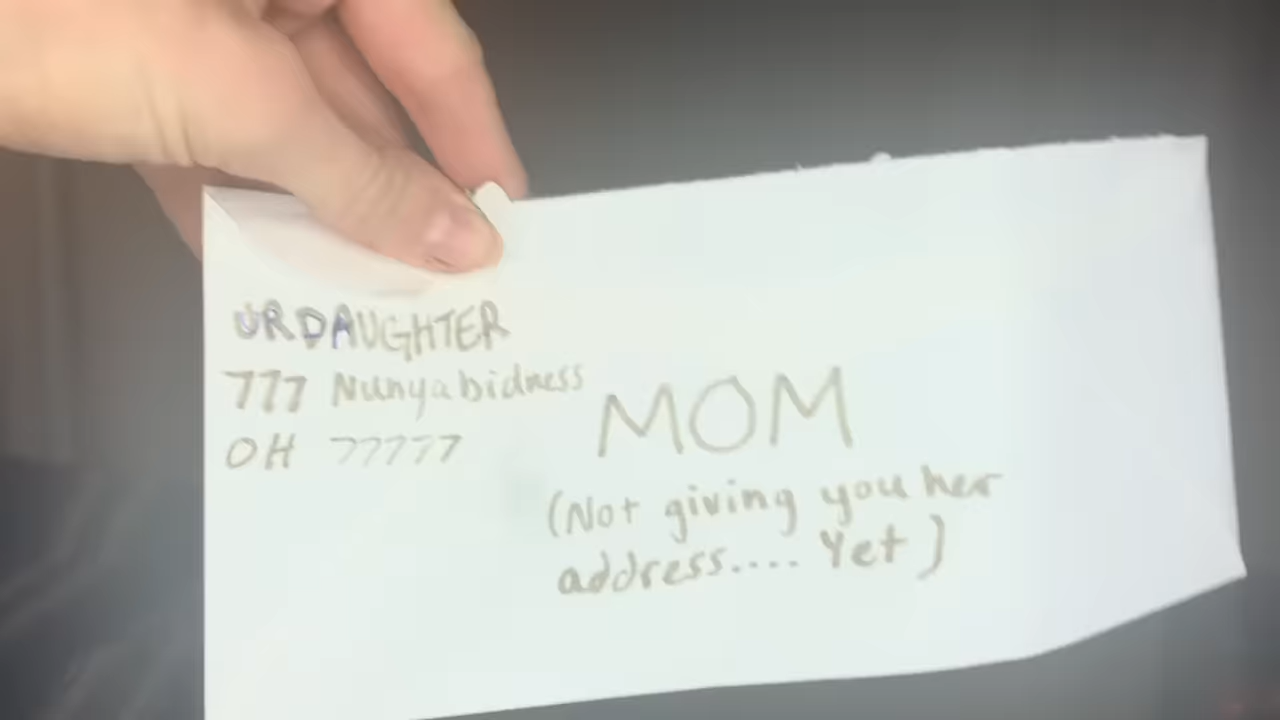 URDAUGHTER
777 Nunyabidness
OH 77777
MOM
(Not giving you her
address.... Yet)